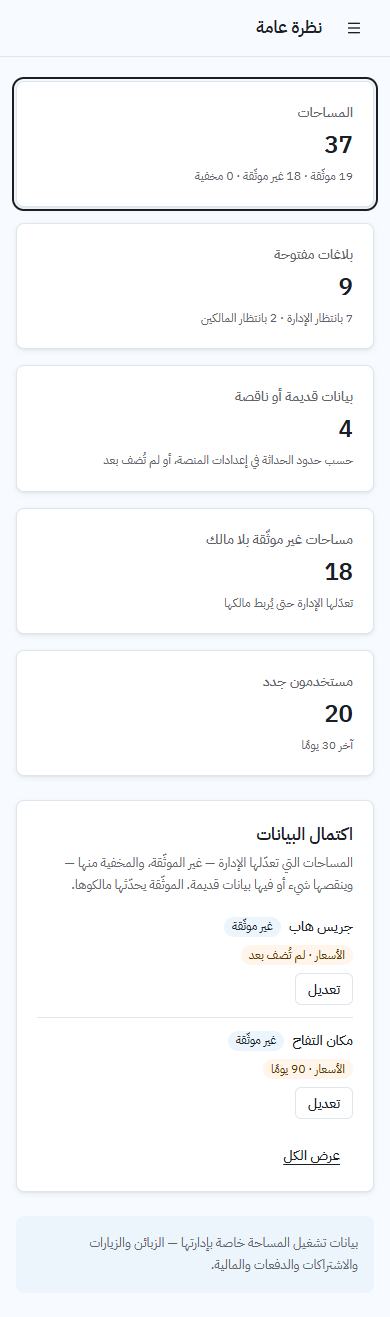 نظرة عامة
المساحات
37
19 موثّقة · 18 غير موثّقة · 0 مخفية
بلاغات مفتوحة
9
7 بانتظار الإدارة · 2 بانتظار المالكين
بيانات قديمة أو ناقصة
4
حسب حدود الحداثة في إعدادات المنصة، أو لم تُضف بعد
مساحات غير موثّقة بلا مالك
18
تعدّلها الإدارة حتى يُربط مالكها
مستخدمون جدد
20
آخر 30 يومًا
اكتمال البيانات
المساحات التي تعدّلها الإدارة — غير الموثّقة، والمخفية منها —
وينقصها شيء أو فيها بيانات قديمة. الموثّقة يحدّثها مالكوها.
جريس هاب غير موثّقة
الأسعار · لم تُضف بعد
تعديل
مكان التفاح غير موثّقة
الأسعار · 90 يومًا
تعديل
عرض الكل
بيانات تشغيل المساحة خاصة بإدارتها — الزبائن والزيارات
والاشتراكات والدفعات والمالية.